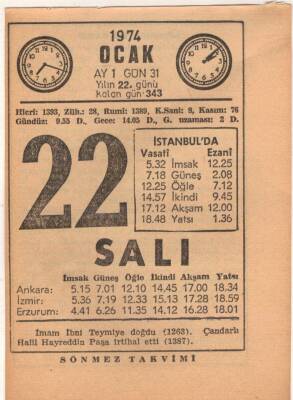 1974
OCAK
AY 1 GÜN 31
Yılın 22. günü
kalan gün: 343
Hicri: 1393, Zilh.: 28, Rumi: 1389, K.Sani: 9, Kasım: 76
Gündüz: 9.55 D., Gece: 14.05 D., G. uzaması: 2 D.
22
İSTANBUL'DA
Vasatî Ezanî
5.32 İmsak 12.25
7.18 Güneş 2.08
12.25 Öğle 7.12
14.57 İkindi 9.45
17.12 Akşam 12.00
18.48 Yatsı 1.36
SALI
İmsak Güneş Öğle İkindi Akşam Yatsı
Ankara: 5.15 7.01 12.10 14.45 17.00 18.34
İzmir: 5.36 7.19 12.33 15.13 17.28 18.59
Erzurum: 4.41 6.26 11.35 14.12 16.28 18.01
İmam İbni Teymiye doğdu (1263). Çandarlı
Halil Hayreddin Paşa irtihal etti (1387).
SÖNMEZ TAKVİMİ